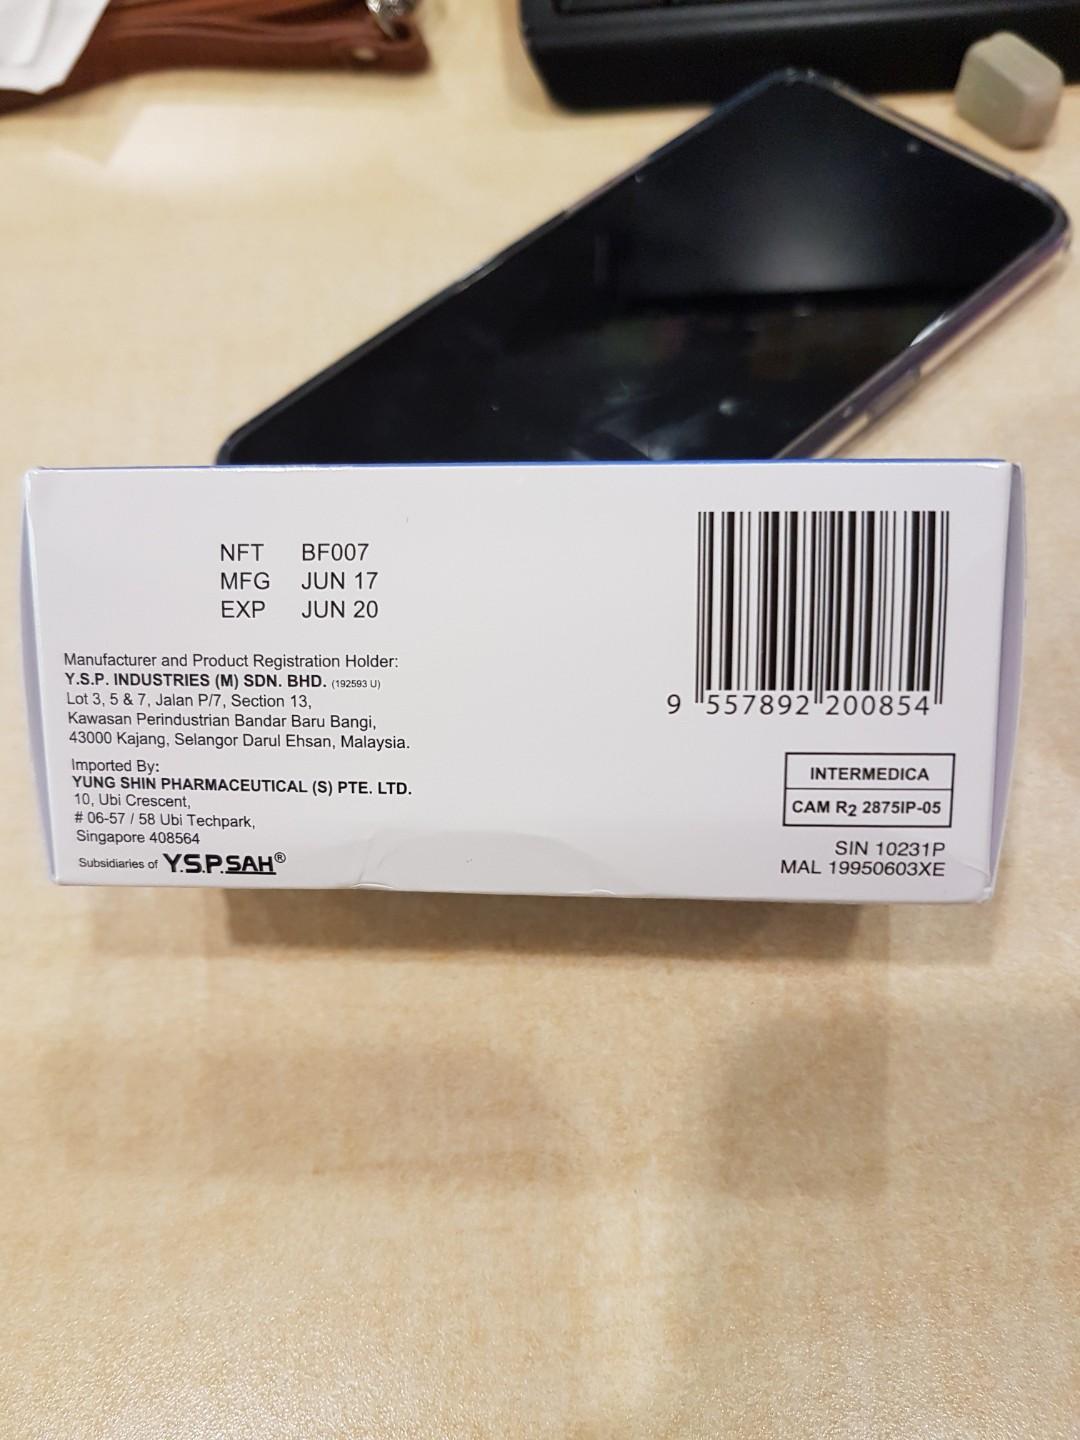 NFT BF007
MFG JUN 17
EXP JUN 20
Manufacturer and Product Registration Holder:
Y.S.P. INDUSTRIES (M) SDN. BHD. (192593 U)
Lot 3, 5 & 7, Jalan P/7, Section 13,
Kawasan Perindustrian Bandar Baru Bangi,
43000 Kajang, Selangor Darul Ehsan, Malaysia.
Imported By:
YUNG SHIN PHARMACEUTICAL (S) PTE. LTD.
10, Ubi Crescent,
# 06-57 / 58 Ubi Techpark,
Singapore 408564
Subsidiaries of Y.S.P.SAH®
9 557892 200854
INTERMEDICA
CAM R2 2875IP-05
SIN 10231P
MAL 19950603XE